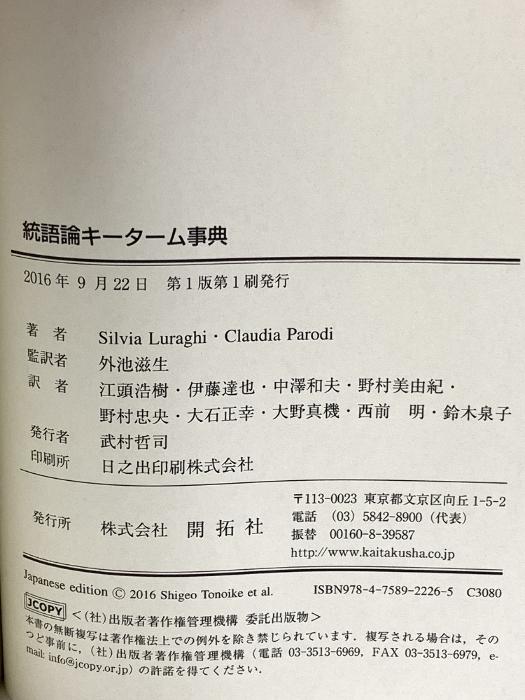 統語論キーターム事典
2016年 9月22日 第1版第1刷発行
著 者 Silvia Luraghi・Claudia Parodi
監訳者 外池滋生
訳 者 江頭浩樹・伊藤達也・中澤和夫・野村美由紀・
野村忠央・大石正幸・大野真機・西前 明・鈴木泉子
発行者 武村哲司
印刷所 日之出印刷株式会社
〒113-0023 東京都文京区向丘1-5-2
発行所 株式会社 開拓社 電話 (03) 5842-8900(代表)
振替 00160-8-39587
http://www.kaitakusha.co.jp
Japanese edition © 2016 Shigeo Tonoike et al. ISBN978-4-7589-2226-5 C3080
JCOPY <(社)出版者著作権管理機構 委託出版物>
本書の無断複写は著作権法上での例外を除き禁じられています。複写される場合は、その
つど事前に、(社)出版者著作権管理機構(電話 03-3513-6969, FAX 03-3513-6979, e-
mail: info@jcopy.or.jp)の許諾を得てください。